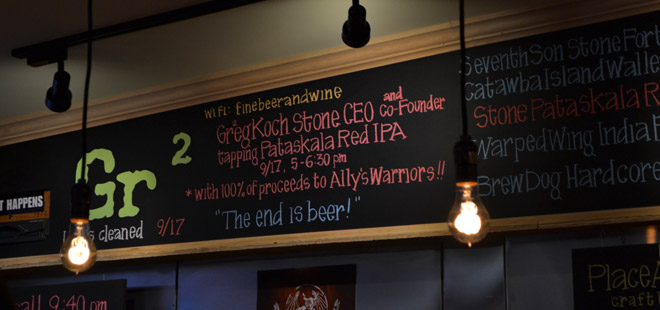 T HAPPENS
Gr 2
s cleaned 9/17
WIFI: finebeerandwine
Greg Koch Stone CEO and Co-Founder
tapping Pataskala Red IPA
9/17, 5-6:30 pm
*with 100% of proceeds to Ally's Warriors!!
"The end is beer!"
Seventh Son Stone Fort
Catawba Island Walle
Stone Pataskala R
Warped Wing India
BrewDog Hardcore
all 9:40 pm
Place
craft